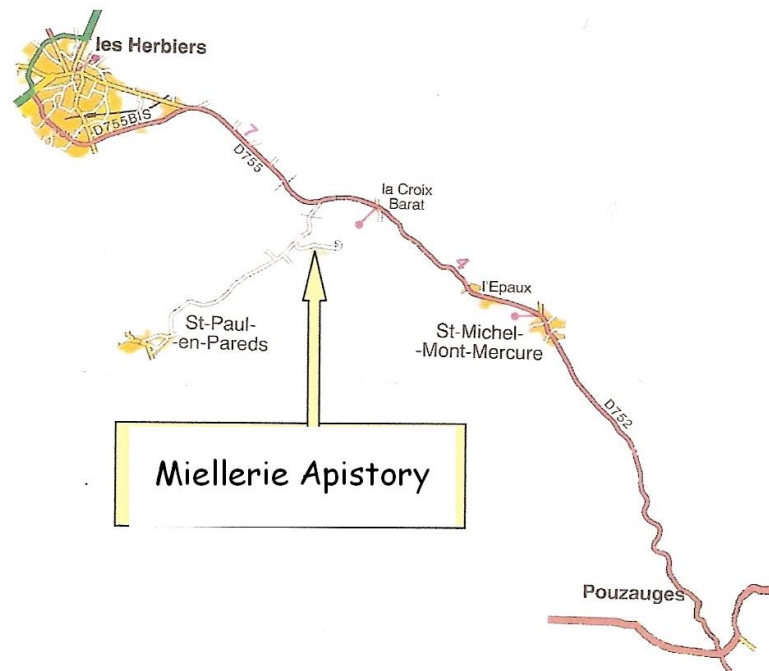 les Herbiers
D755BIS
7
D755
la Croix
Barat
4
l'Epaux
St-Paul-
-en-Pareds
St-Michel-
-Mont-Mercure
D752
Miellerie Apistory
Pouzauges